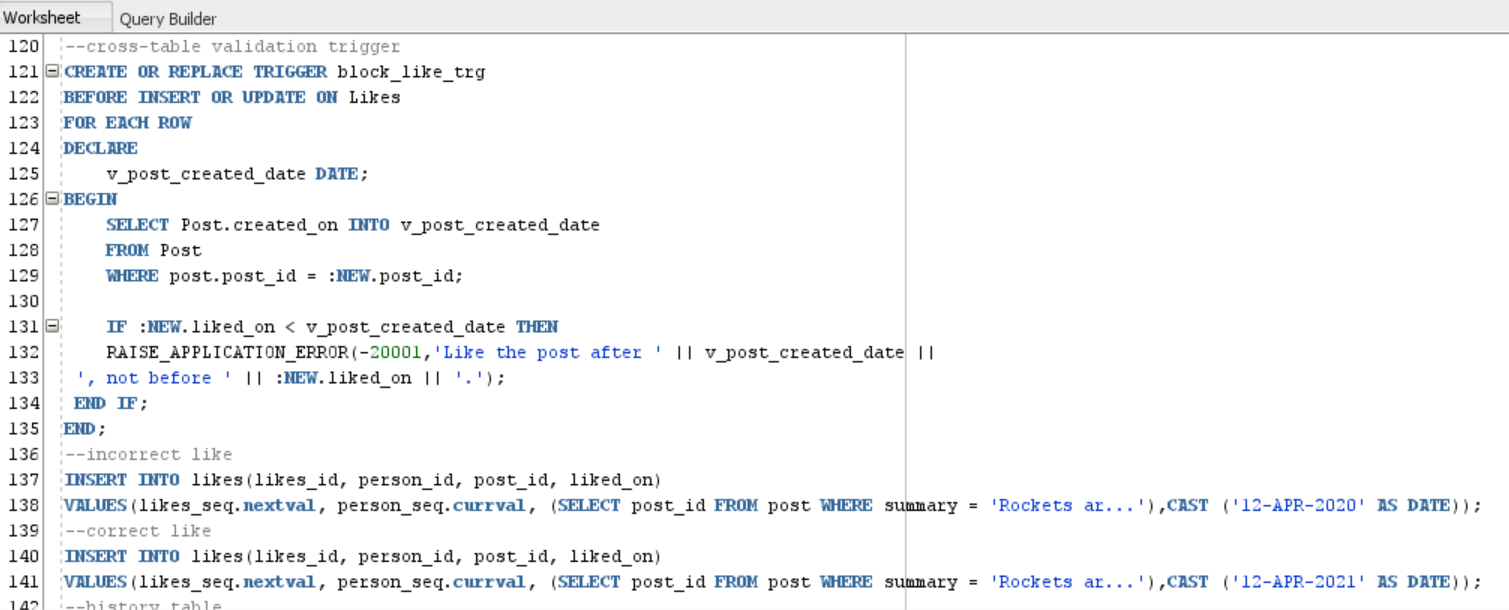 Worksheet Query Builder
120 --cross-table validation trigger
121 CREATE OR REPLACE TRIGGER block_like_trg
122 BEFORE INSERT OR UPDATE ON Likes
123 FOR EACH ROW
124 DECLARE
125 v_post_created_date DATE;
126 BEGIN
127 SELECT Post.created_on INTO v_post_created_date
128 FROM Post
129 WHERE post.post_id = :NEW.post_id;
130
131 IF :NEW.liked_on < v_post_created_date THEN
132 RAISE_APPLICATION_ERROR(-20001,'Like the post after ' || v_post_created_date ||
133 ', not before ' || :NEW.liked_on || '.');
134 END IF;
135 END;
136 --incorrect like
137 INSERT INTO likes(likes_id, person_id, post_id, liked_on)
138 VALUES(likes_seq.nextval, person_seq.currval, (SELECT post_id FROM post WHERE summary = 'Rockets ar...'),CAST ('12-APR-2020' AS DATE));
139 --correct like
140 INSERT INTO likes(likes_id, person_id, post_id, liked_on)
141 VALUES(likes_seq.nextval, person_seq.currval, (SELECT post_id FROM post WHERE summary = 'Rockets ar...'),CAST ('12-APR-2021' AS DATE));
142 --history table